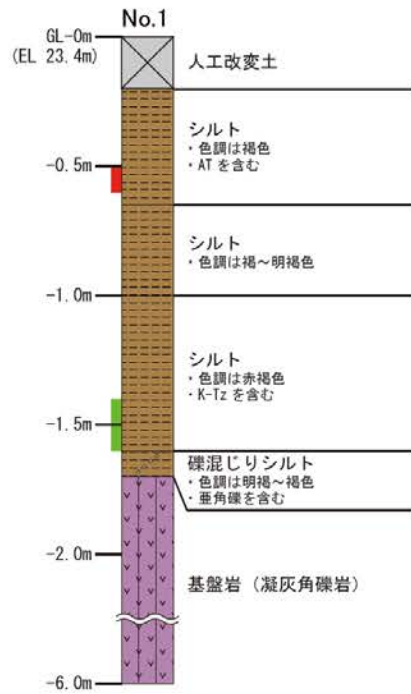 No.1
GL-0m
(EL 23.4m)
人工改変土
シルト
・色調は褐色
・ATを含む
-0.5m
シルト
・色調は褐～明褐色
-1.0m
シルト
・色調は赤褐色
・K-Tzを含む
-1.5m
礫混じりシルト
・色調は明褐～褐色
・亜角礫を含む
-2.0m
基盤岩（凝灰角礫岩）
-6.0m